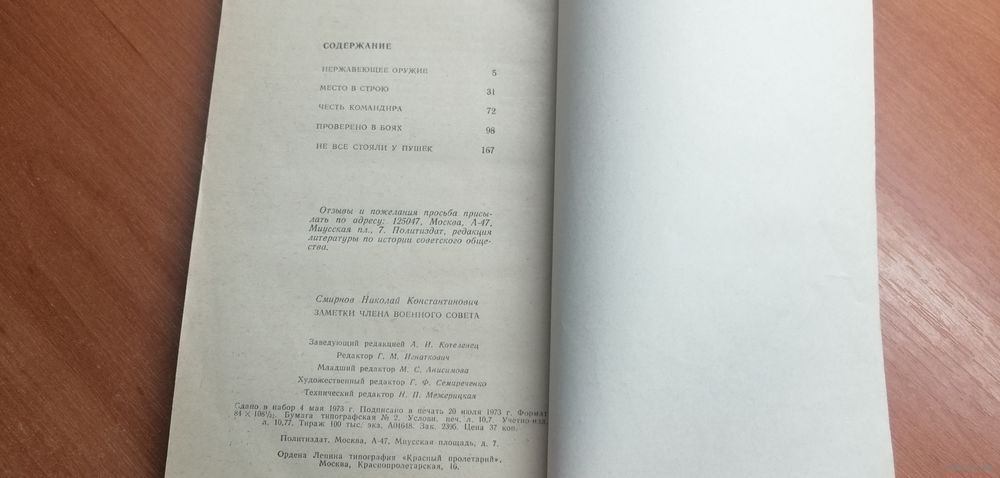 СОДЕРЖАНИЕ
НЕРЖАВЕЮЩЕЕ ОРУЖИЕ 5
МЕСТО В СТРОЮ 31
ЧЕСТЬ КОМАНДИРА 72
ПРОВЕРЕНО В БОЯХ 98
НЕ ВСЕ СТОЯЛИ У ПУШЕК 167
Отзывы и пожелания просьба присы-
лать по адресу: 125047, Москва, А-47,
Миусская пл., 7. Политиздат, редакция
литературы по истории советского обще-
ства.
Смирнов Николай Константинович
ЗАМЕТКИ ЧЛЕНА ВОЕННОГО СОВЕТА
Заведующий редакцией А. И. Котеленец
Редактор Г. М. Игнаткович
Младший редактор М. С. Анисимова
Художественный редактор Г. Ф. Семиреченко
Технический редактор Н. П. Межерицкая
Сдано в набор 4 мая 1973 г. Подписано в печать 20 июля 1973 г. Формат
84 × 108¹/₃₂. Бумага типографская № 2. Условн. печ. л. 10,7. Учетно-изд.
л. 10,77. Тираж 100 тыс. экз. А04648. Зак. 2395. Цена 37 коп.
Политиздат, Москва, А-47, Миусская площадь, д. 7.
Ордена Ленина типография «Красный пролетарий»,
Москва, Краснопролетарская, 16.